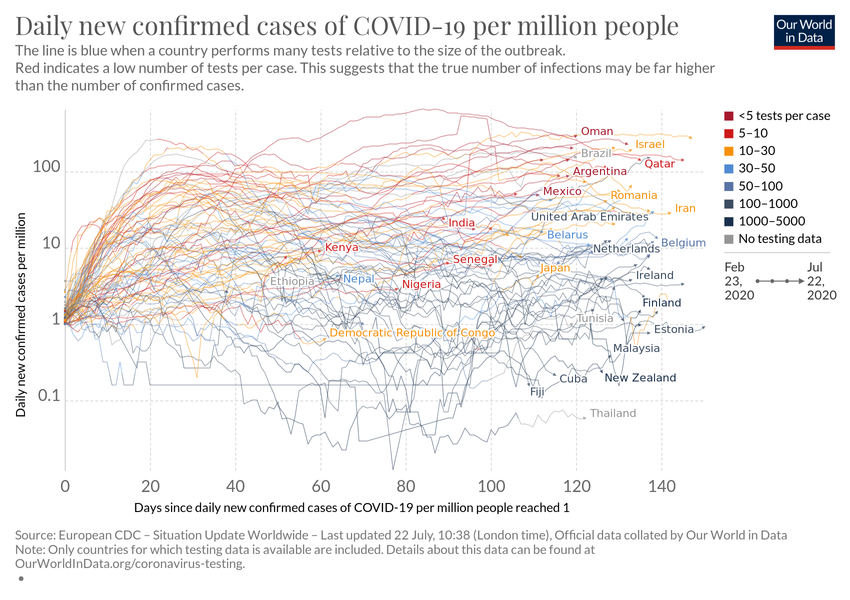 Daily new confirmed cases of COVID-19 per million people
Our World
in Data
The line is blue when a country performs many tests relative to the size of the outbreak.
Red indicates a low number of tests per case. This suggests that the true number of infections may be far higher
than the number of confirmed cases.
<5 tests per case
5–10
10–30
30–50
50–100
100–1000
1000–5000
No testing data
Feb
23,
2020
Jul
22,
2020
Daily new confirmed cases per million
100
10
1
0.1
Oman
Israel
Brazil
Qatar
Argentina
Mexico
Romania
Iran
United Arab Emirates
India
Belarus
Belgium
Kenya
Netherlands
Senegal
Japan
Ethiopia
Nepal
Nigeria
Ireland
Finland
Tunisia
Democratic Republic of Congo
Estonia
Malaysia
Cuba
New Zealand
Fiji
Thailand
0
20
40
60
80
100
120
140
Days since daily new confirmed cases of COVID-19 per million people reached 1
Source: European CDC – Situation Update Worldwide – Last updated 22 July, 10:38 (London time), Official data collated by Our World in Data
Note: Only countries for which testing data is available are included. Details about this data can be found at
OurWorldInData.org/coronavirus-testing.
•